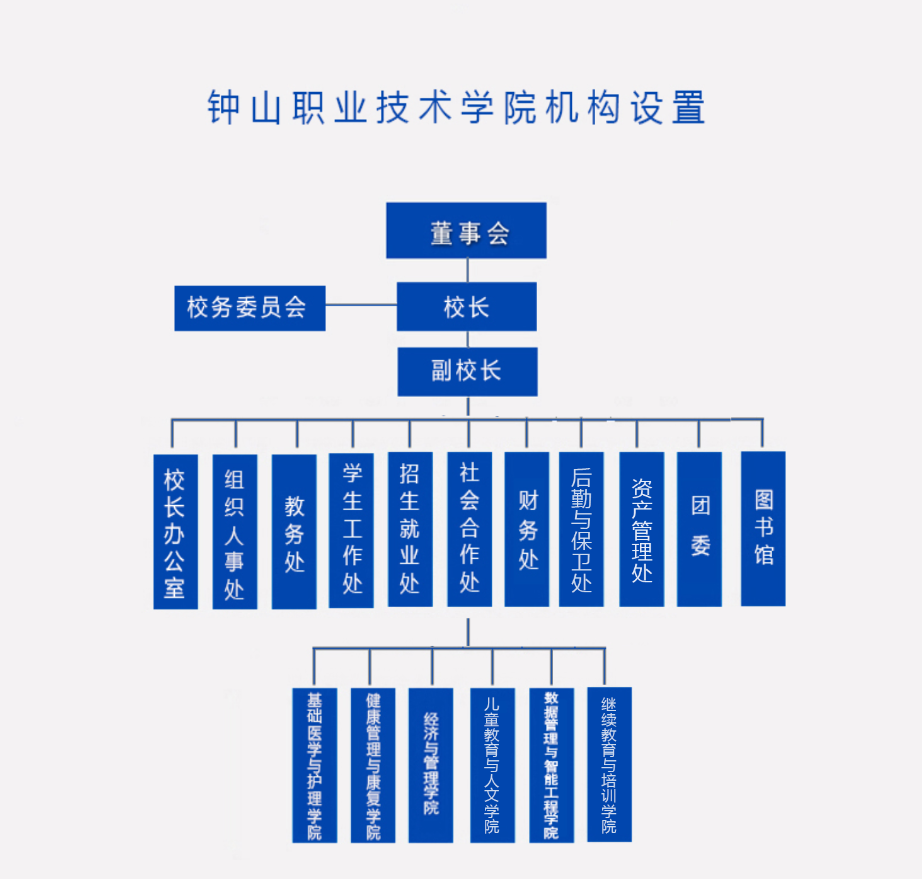 钟山职业技术学院机构设置
董事会
校务委员会
校长
副校长
校长办公室
组织人事处
教务处
学生工作处
招生就业处
社会合作处
财务处
后勤与保卫处
资产管理处
团委
图书馆
基础医学与护理学院
健康管理与康复学院
经济与管理学院
儿童教育与人文学院
数据管理与智能工程学院
继续教育与培训学院